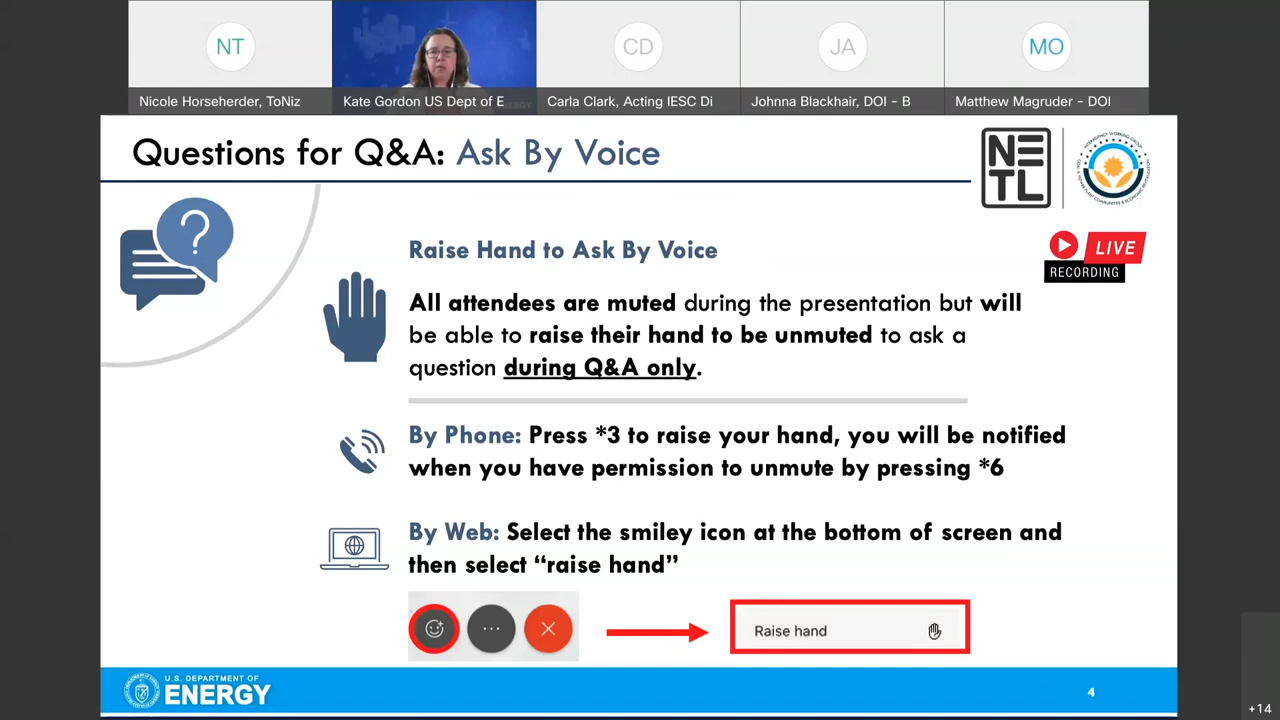 NT
CD
JA
MO
Nicole Horseherder, ToNiz
Kate Gordon US Dept of E
ERGY
Carla Clark, Acting IESC Di
Johnna Blackhair, DOI - B
Matthew Magruder - DOI
Questions for Q&A: Ask By Voice
NE
TL
?
LIVE
RECORDING
Raise Hand to Ask By Voice
All attendees are muted during the presentation but will
be able to raise their hand to be unmuted to ask a
question during Q&A only.
By Phone: Press *3 to raise your hand, you will be notified
when you have permission to unmute by pressing *6
By Web: Select the smiley icon at the bottom of screen and
then select “raise hand”
Raise hand
U.S. DEPARTMENT OF
ENERGY
4
+14